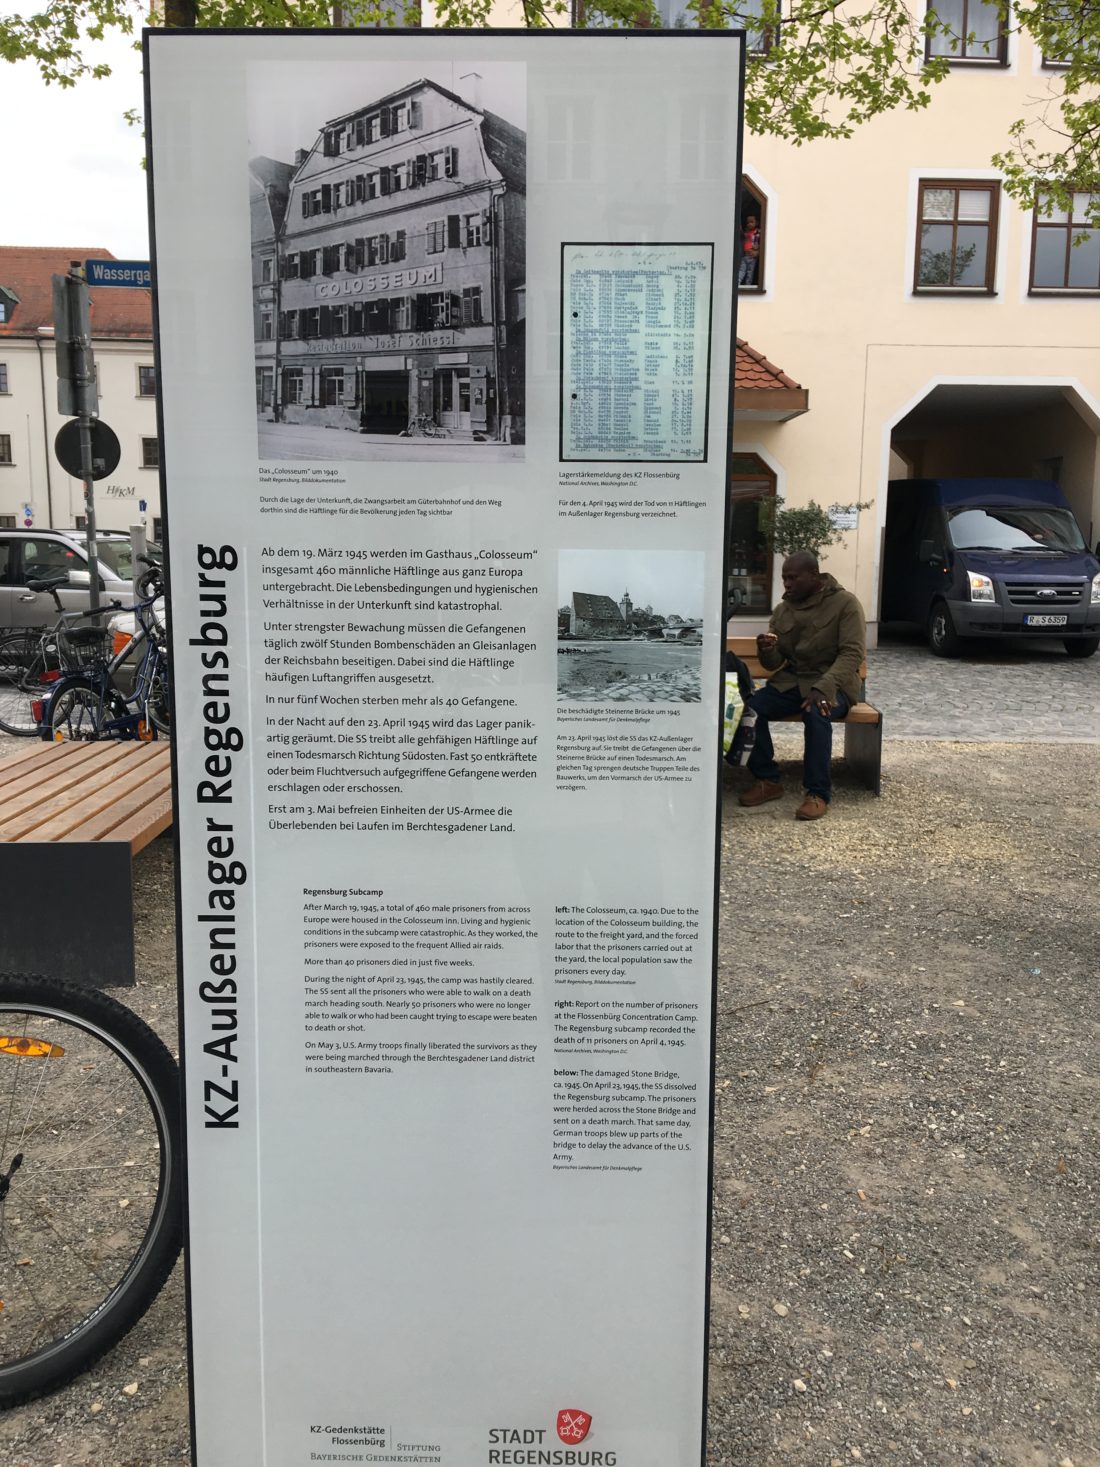 Wasserga
H&KM
COLOSSEUM
Restauration Josef Schiessl
Das „Colosseum“ um 1940
Stadt Regensburg, Bilddokumentation
Durch die Lage der Unterkunft, die Zwangsarbeit am Güterbahnhof und den Weg
dorthin sind die Häftlinge für die Bevölkerung jeden Tag sichtbar
Lagerstärkemeldung des KZ Flossenbürg
National Archives, Washington D.C.
Für den 4. April 1945 wird der Tod von 11 Häftlingen
im Außenlager Regensburg verzeichnet.
KZ-Außenlager Regensburg
Ab dem 19. März 1945 werden im Gasthaus „Colosseum“
insgesamt 460 männliche Häftlinge aus ganz Europa
untergebracht. Die Lebensbedingungen und hygienischen
Verhältnisse in der Unterkunft sind katastrophal.
Unter strengster Bewachung müssen die Gefangenen
täglich zwölf Stunden Bombenschäden an Gleisanlagen
der Reichsbahn beseitigen. Dabei sind die Häftlinge
häufigen Luftangriffen ausgesetzt.
In nur fünf Wochen sterben mehr als 40 Gefangene.
In der Nacht auf den 23. April 1945 wird das Lager panik-
artig geräumt. Die SS treibt alle gehfähigen Häftlinge auf
einen Todesmarsch Richtung Südosten. Fast 50 entkräftete
oder beim Fluchtversuch aufgegriffene Gefangene werden
erschlagen oder erschossen.
Erst am 3. Mai befreien Einheiten der US-Armee die
Überlebenden bei Laufen im Berchtesgadener Land.
Die beschädigte Steinerne Brücke um 1945
Bayerisches Landesamt für Denkmalpflege
Am 23. April 1945 löst die SS das KZ-Außenlager
Regensburg auf. Sie treibt die Gefangenen über die
Steinerne Brücke auf einen Todesmarsch. Am
gleichen Tag sprengen deutsche Truppen Teile des
Bauwerks, um den Vormarsch der US-Armee zu
verzögern.
R S 6359
Regensburg Subcamp
After March 19, 1945, a total of 460 male prisoners from across
Europe were housed in the Colosseum inn. Living and hygienic
conditions in the subcamp were catastrophic. As they worked, the
prisoners were exposed to the frequent Allied air raids.
More than 40 prisoners died in just five weeks.
During the night of April 23, 1945, the camp was hastily cleared.
The SS sent all the prisoners who were able to walk on a death
march heading south. Nearly 50 prisoners who were no longer
able to walk or who had been caught trying to escape were beaten
to death or shot.
On May 3, U.S. Army troops finally liberated the survivors as they
were being marched through the Berchtesgadener Land district
in southeastern Bavaria.
left: The Colosseum, ca. 1940. Due to the
location of the Colosseum building, the
route to the freight yard, and the forced
labor that the prisoners carried out at
the yard, the local population saw the
prisoners every day.
Stadt Regensburg, Bilddokumentation
right: Report on the number of prisoners
at the Flossenbürg Concentration Camp.
The Regensburg subcamp recorded the
death of 11 prisoners on April 4, 1945.
National Archives, Washington D.C.
below: The damaged Stone Bridge,
ca. 1945. On April 23, 1945, the SS dissolved
the Regensburg subcamp. The prisoners
were herded across the Stone Bridge and
sent on a death march. That same day,
German troops blew up parts of the
bridge to delay the advance of the U.S.
Army.
Bayerisches Landesamt für Denkmalpflege
KZ-Gedenkstätte
Flossenbürg
STIFTUNG
BAYERISCHE GEDENKSTÄTTEN
STADT
REGENSBURG